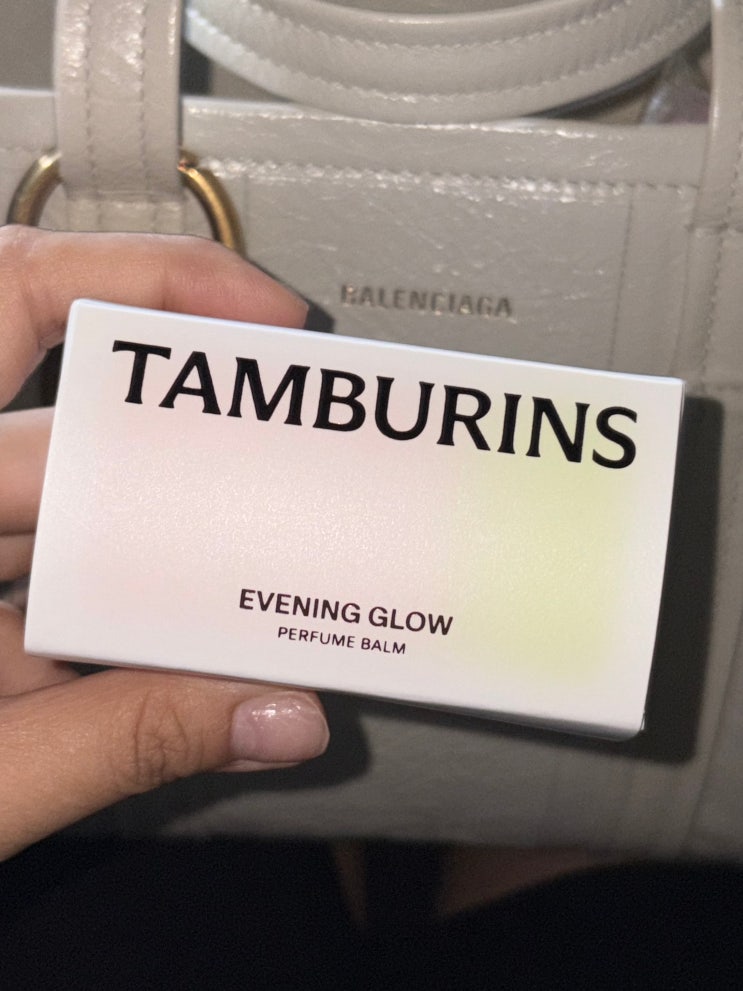 BALENCIAGA
TAMBURINS
EVENING GLOW
PERFUME BALM